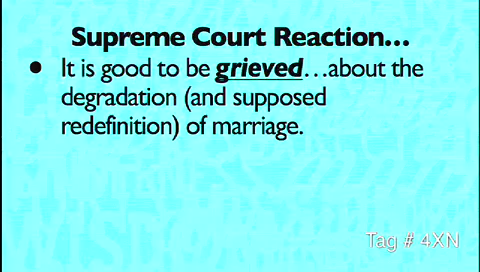 Supreme Court Reaction…
• It is good to be grieved…about the
degradation (and supposed
redefinition) of marriage.
Tag # 4XN